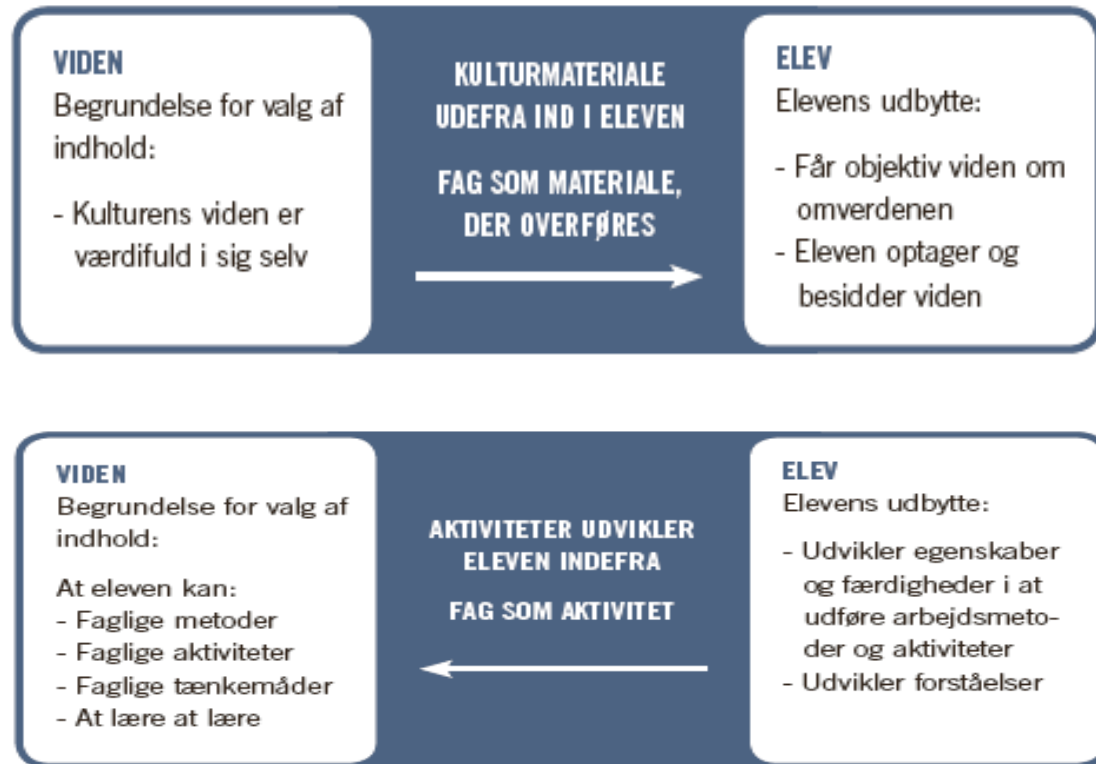 VIDEN
Begrundelse for valg af
indhold:
- Kulturens viden er
værdifuld i sig selv
KULTURMATERIALE
UDEFRA IND I ELEVEN
FAG SOM MATERIALE,
DER OVERFØRES
ELEV
Elevens udbytte:
- Får objektiv viden om
omverdenen
- Eleven optager og
besidder viden
VIDEN
Begrundelse for valg af
indhold:
At eleven kan:
- Faglige metoder
- Faglige aktiviteter
- Faglige tænkemåder
- At lære at lære
AKTIVITETER UDVIKLER
ELEVEN INDEFRA
FAG SOM AKTIVITET
ELEV
Elevens udbytte:
- Udvikler egenskaber
og færdigheder i at
udføre arbejdsmeto-
der og aktiviteter
- Udvikler forståelser